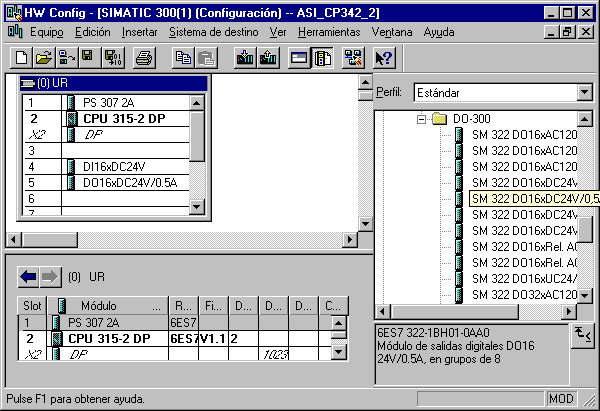 HW Config - [SIMATIC 300(1) (Configuración) -- ASI_CP342_2]
Equipo Edición Insertar Sistema de destino Ver Herramientas Ventana Ayuda
(0) UR
1 PS 307 2A
2 CPU 315-2 DP
X2 DP
3
4 DI16xDC24V
5 DO16xDC24V/0.5A
6
7
Perfil: Estándar
DO-300
SM 322 DO16xAC120
SM 322 DO16xAC120
SM 322 DO16xAC120
SM 322 DO16xDC24V
SM 322 DO16xDC24V/0,5
SM 322 DO16xDC24V
SM 322 DO16xDC24V
SM 322 DO16xRel. AC
SM 322 DO16xRel. AC
SM 322 DO16xUC24/
SM 322 DO32xAC120
(0) UR
Slot Módulo ... R... Fi... D... D... D... C...
1 PS 307 2A 6ES7
2 CPU 315-2 DP 6ES7 V1.1 2
X2 DP 1023
6ES7 322-1BH01-0AA0
Módulo de salidas digitales DO16
24V/0.5A, en grupos de 8
Pulse F1 para obtener ayuda. MOD